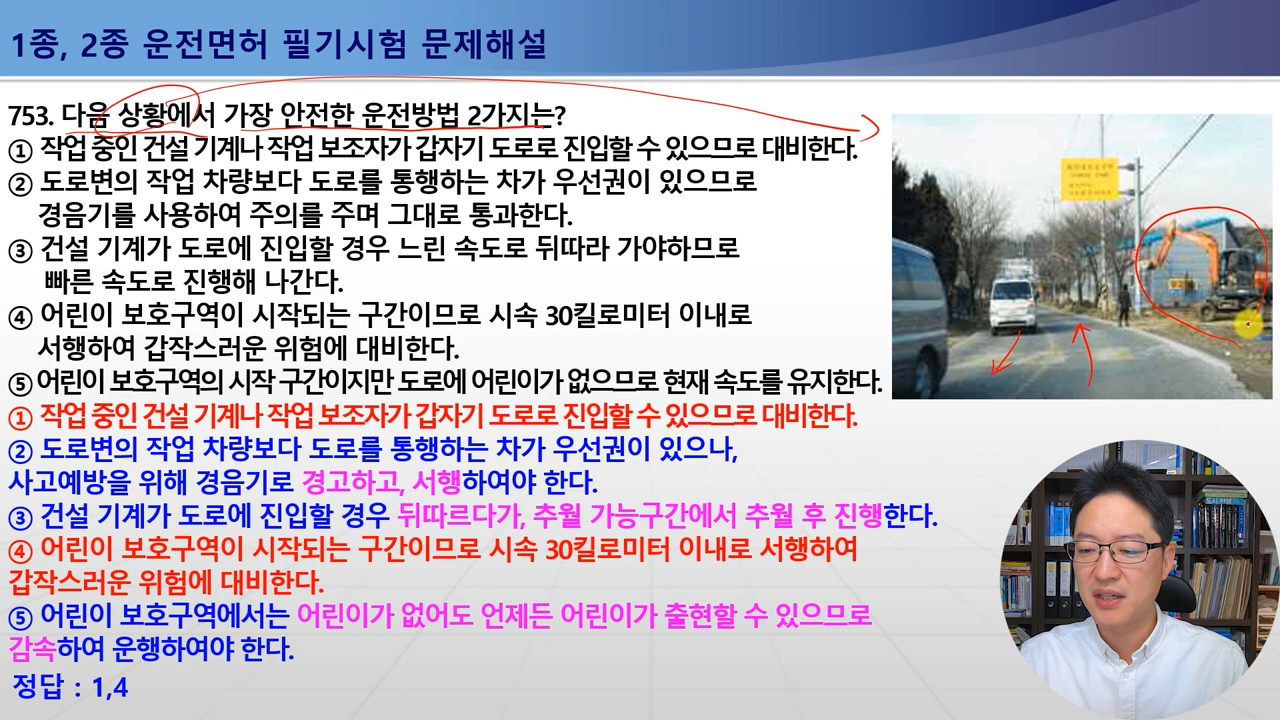 1종, 2종 운전면허 필기시험 문제해설
753. 다음 상황에서 가장 안전한 운전방법 2가지는?
① 작업 중인 건설 기계나 작업 보조자가 갑자기 도로로 진입할 수 있으므로 대비한다.
② 도로변의 작업 차량보다 도로를 통행하는 차가 우선권이 있으므로
경음기를 사용하여 주의를 주며 그대로 통과한다.
③ 건설 기계가 도로에 진입할 경우 느린 속도로 뒤따라 가야하므로
빠른 속도로 진행해 나간다.
④ 어린이 보호구역이 시작되는 구간이므로 시속 30킬로미터 이내로
서행하여 갑작스러운 위험에 대비한다.
⑤ 어린이 보호구역의 시작 구간이지만 도로에 어린이가 없으므로 현재 속도를 유지한다.
① 작업 중인 건설 기계나 작업 보조자가 갑자기 도로로 진입할 수 있으므로 대비한다.
② 도로변의 작업 차량보다 도로를 통행하는 차가 우선권이 있으나,
사고예방을 위해 경음기로 경고하고, 서행하여야 한다.
③ 건설 기계가 도로에 진입할 경우 뒤따르다가, 추월 가능구간에서 추월 후 진행한다.
④ 어린이 보호구역이 시작되는 구간이므로 시속 30킬로미터 이내로 서행하여
갑작스러운 위험에 대비한다.
⑤ 어린이 보호구역에서는 어린이가 없어도 언제든 어린이가 출현할 수 있으므로
감속하여 운행하여야 한다.
정답 : 1,4